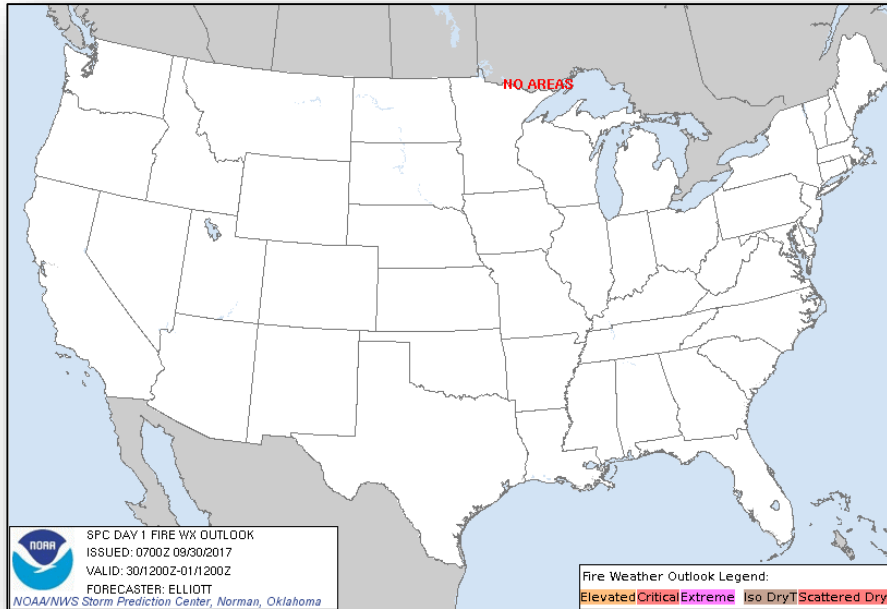 NO AREAS
NOAA
SPC DAY 1 FIRE WX OUTLOOK
ISSUED: 0700Z 09/30/2017
VALID: 30/1200Z-01/1200Z
FORECASTER: ELLIOTT
NOAA/NWS Storm Prediction Center, Norman, Oklahoma
Fire Weather Outlook Legend:
Elevated Critical Extreme Iso DryT Scattered Dry